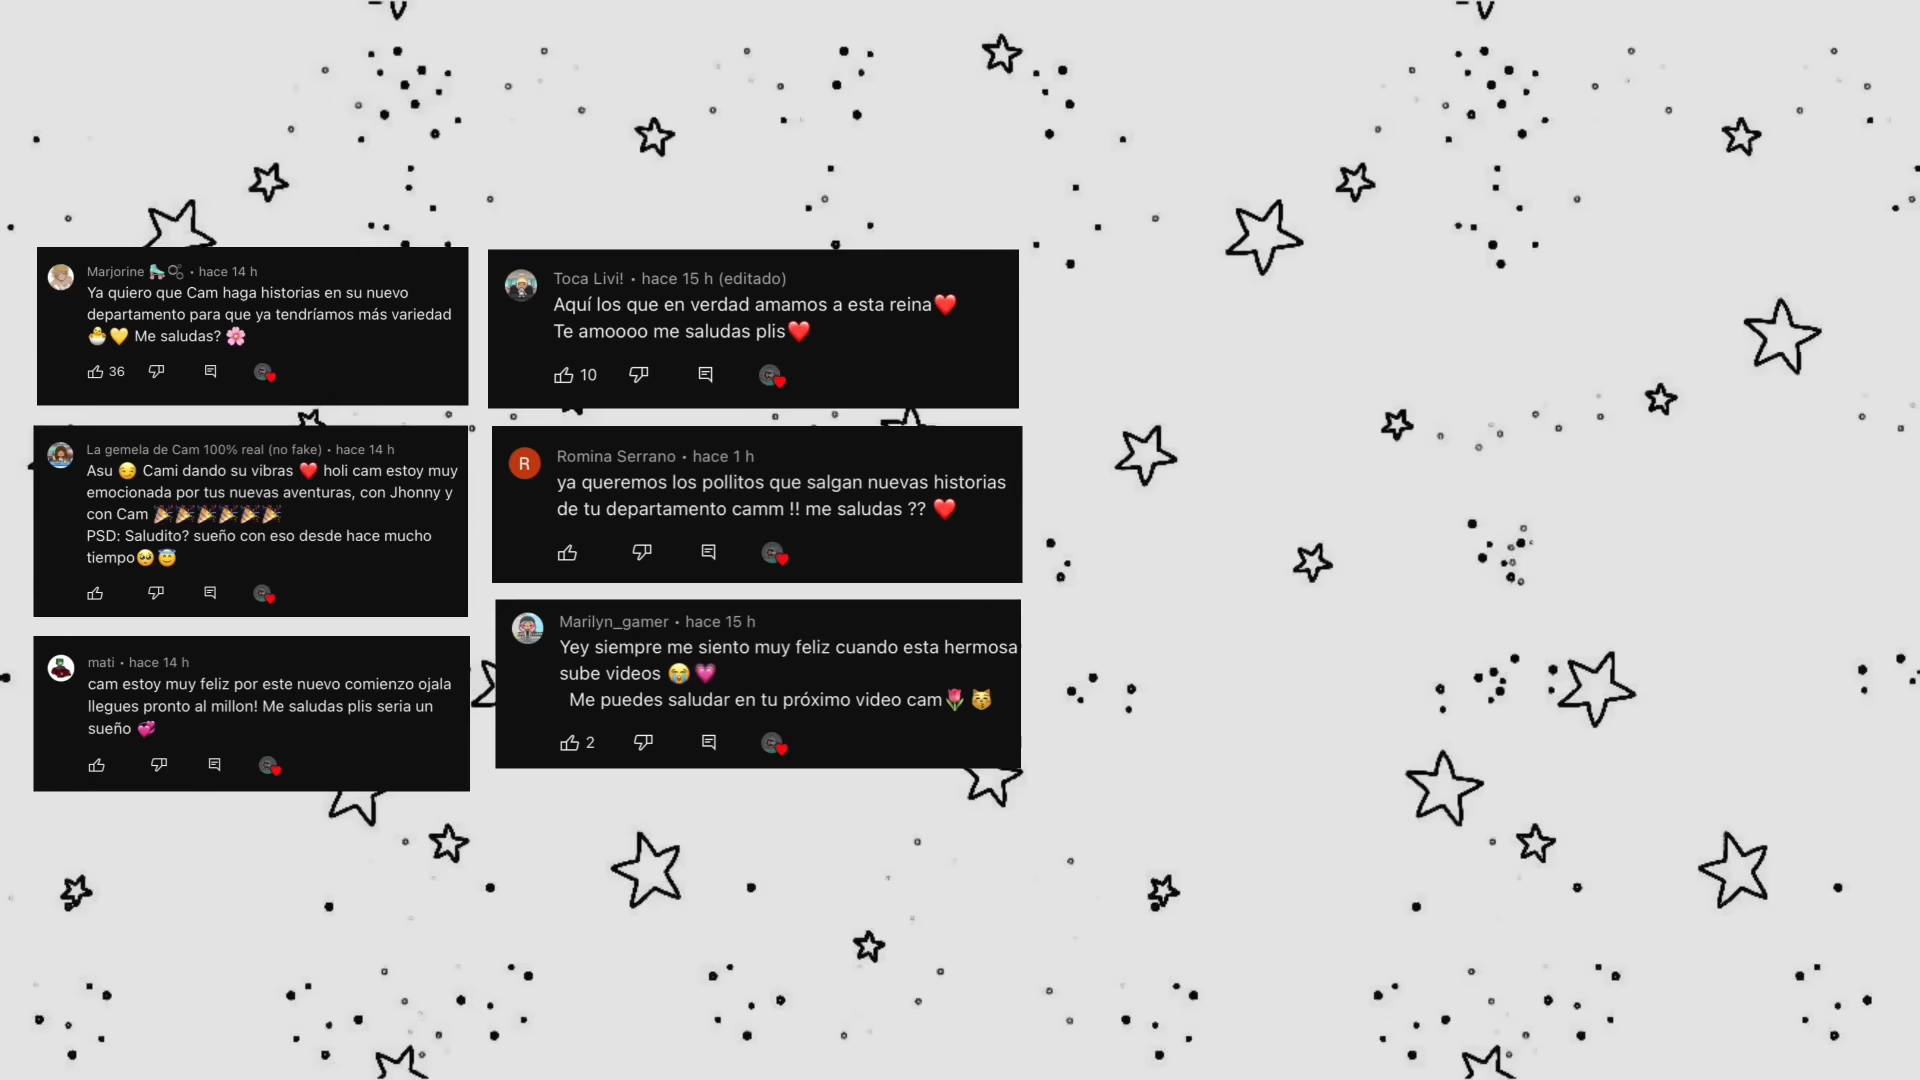 Marjorine 🛼🫧 • hace 14 h
Ya quiero que Cam haga historias en su nuevo
departamento para que ya tendríamos más variedad
🐣💛 Me saludas? 🌸
36
La gemela de Cam 100% real (no fake) • hace 14 h
Asu 😏 Cami dando su vibras ❤️ holi cam estoy muy
emocionada por tus nuevas aventuras, con Jhonny y
con Cam 🎉🎉🎉🎉🎉🎉
PSD: Saludito? sueño con eso desde hace mucho
tiempo🥺😇
mati • hace 14 h
cam estoy muy feliz por este nuevo comienzo ojala
llegues pronto al millon! Me saludas plis seria un
sueño 💞
Toca Livi! • hace 15 h (editado)
Aquí los que en verdad amamos a esta reina❤️
Te amoooo me saludas plis❤️
10
R
Romina Serrano • hace 1 h
ya queremos los pollitos que salgan nuevas historias
de tu departamento camm !! me saludas ?? ❤️
Marilyn_gamer • hace 15 h
Yey siempre me siento muy feliz cuando esta hermosa
sube videos 😭💗
Me puedes saludar en tu próximo video cam🌷😽
2